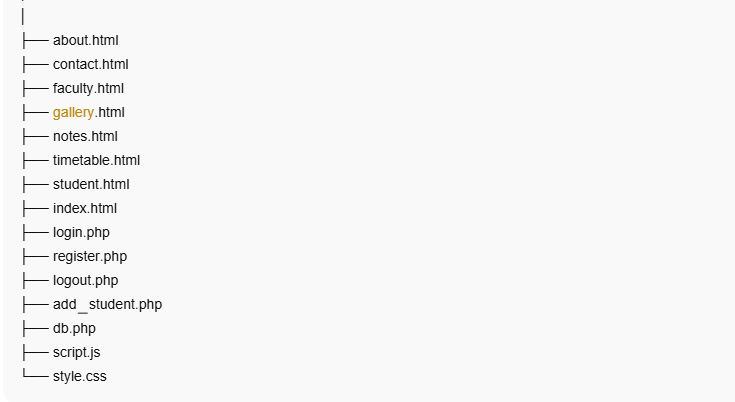 │
├── about.html
├── contact.html
├── faculty.html
├── gallery.html
├── notes.html
├── timetable.html
├── student.html
├── index.html
├── login.php
├── register.php
├── logout.php
├── add_student.php
├── db.php
├── script.js
└── style.css